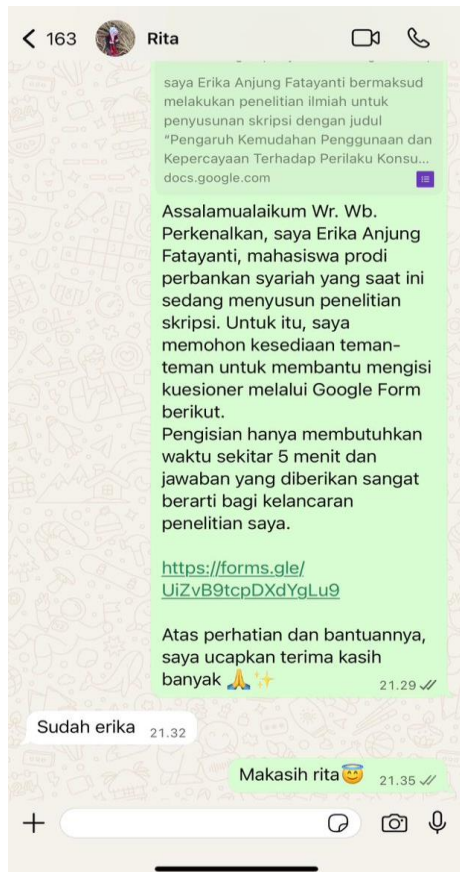 163
Rita
saya Erika Anjung Fatayanti bermaksud
melakukan penelitian ilmiah untuk
penyusunan skripsi dengan judul
"Pengaruh Kemudahan Penggunaan dan
Kepercayaan Terhadap Perilaku Konsu...
docs.google.com
Assalamualaikum Wr. Wb.
Perkenalkan, saya Erika Anjung
Fatayanti, mahasiswa prodi
perbankan syariah yang saat ini
sedang menyusun penelitian
skripsi. Untuk itu, saya
memohon kesediaan teman-
teman untuk membantu mengisi
kuesioner melalui Google Form
berikut.
Pengisian hanya membutuhkan
waktu sekitar 5 menit dan
jawaban yang diberikan sangat
berarti bagi kelancaran
penelitian saya.
https://forms.gle/
UiZvB9tcpDXdYgLu9
Atas perhatian dan bantuannya,
saya ucapkan terima kasih
banyak 🙏✨
21.29
Sudah erika 21.32
Makasih rita😇 21.35